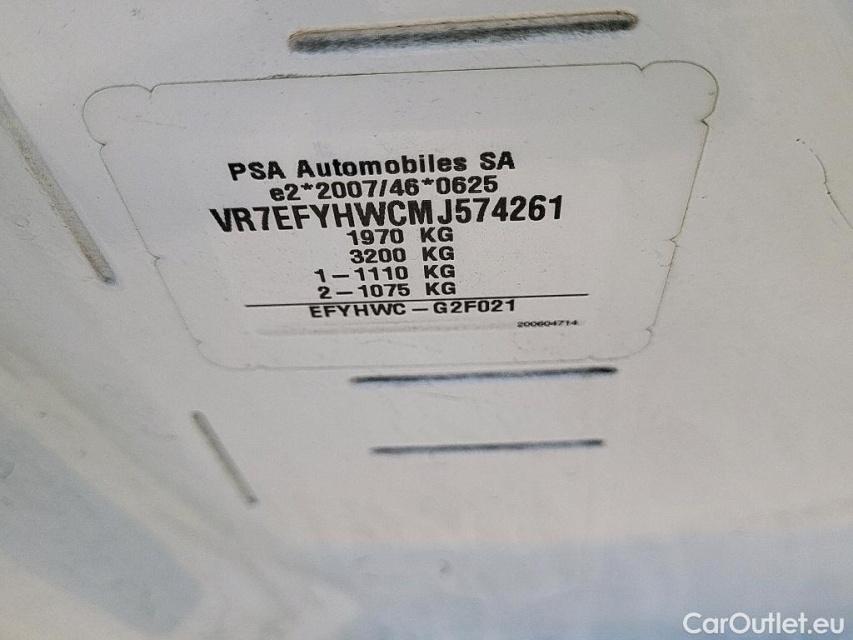 PSA Automobiles SA
e2*2007/46*0625
VR7EFYHWCMJ574261
1970 KG
3200 KG
1-1110 KG
2-1075 KG
EFYHWC-G2F021
200604714
CarOutlet.eu